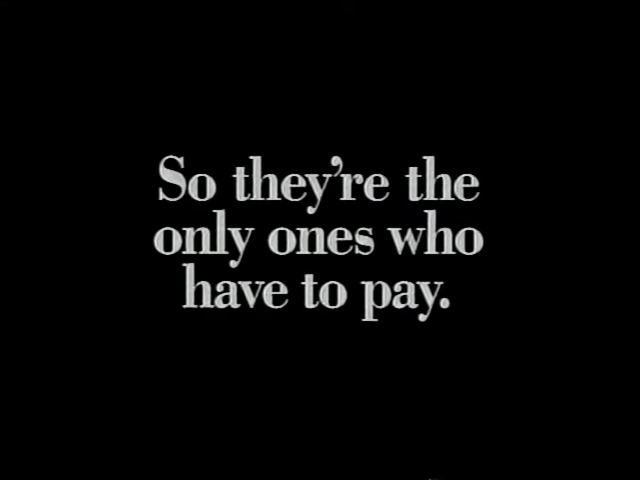 So they're the
only ones who
have to pay.